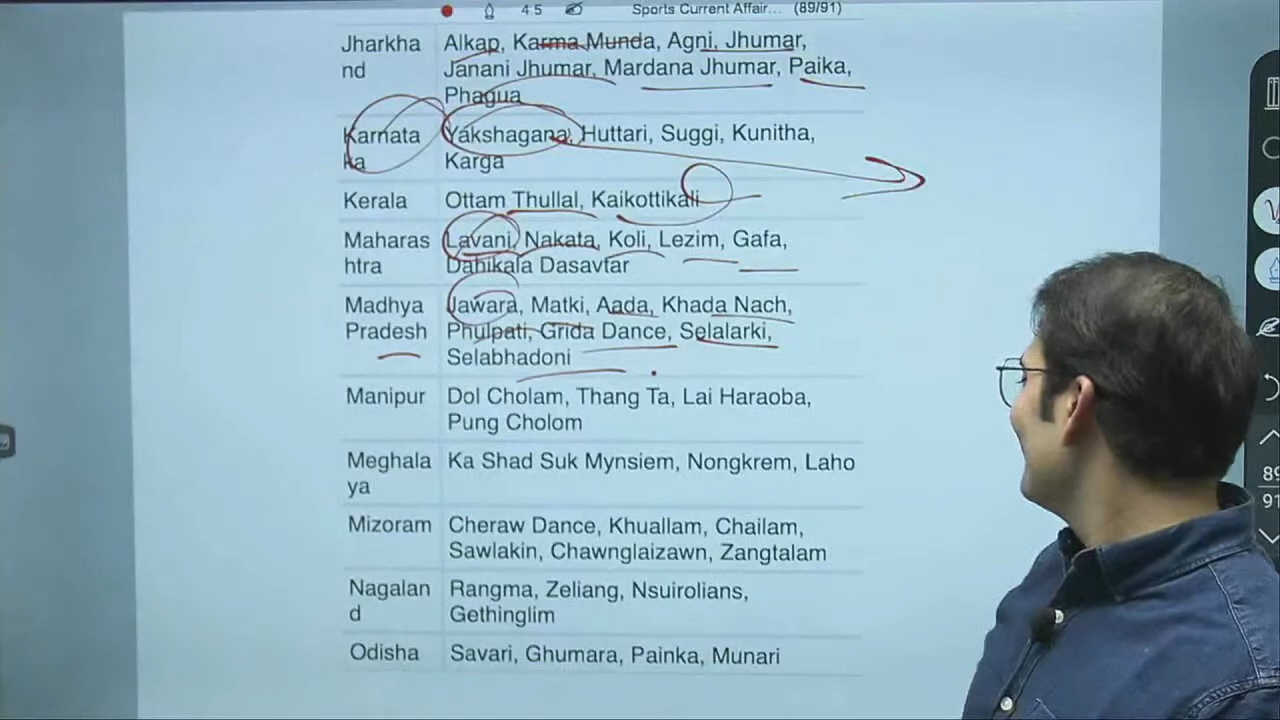 45 Sports Current Affair... (89/91)
Jharkha nd
Alkap, Karma Munda, Agni, Jhumar,
Janani Jhumar, Mardana Jhumar, Paika,
Phagua
Karnata ka
Yakshagana, Huttari, Suggi, Kunitha,
Karga
Kerala
Ottam Thullal, Kaikottikali
Maharas htra
Lavani, Nakata, Koli, Lezim, Gafa,
Dahikala Dasavtar
Madhya Pradesh
Jawara, Matki, Aada, Khada Nach,
Phulpati, Grida Dance, Selalarki,
Selabhadoni
Manipur
Dol Cholam, Thang Ta, Lai Haraoba,
Pung Cholom
Meghala ya
Ka Shad Suk Mynsiem, Nongkrem, Laho
Mizoram
Cheraw Dance, Khuallam, Chailam,
Sawlakin, Chawnglaizawn, Zangtalam
Nagalan d
Rangma, Zeliang, Nsuirolians,
Gethinglim
Odisha
Savari, Ghumara, Painka, Munari
89
91